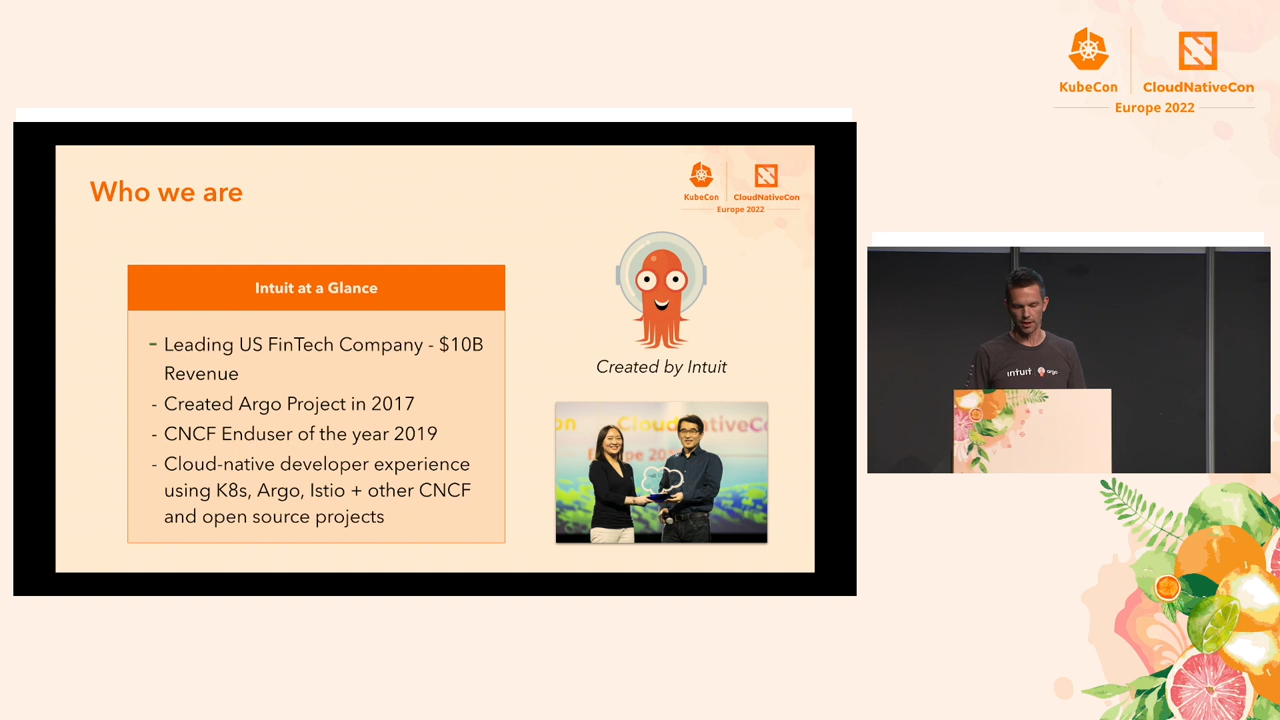 KubeCon
CloudNativeCon
Europe 2022
Who we are
KubeCon
CloudNativeCon
Europe 2022
Intuit at a Glance
- Leading US FinTech Company - $10B
Revenue
- Created Argo Project in 2017
- CNCF Enduser of the year 2019
- Cloud-native developer experience
using K8s, Argo, Istio + other CNCF
and open source projects
Created by Intuit
on CloudNativeCo
intuit argo